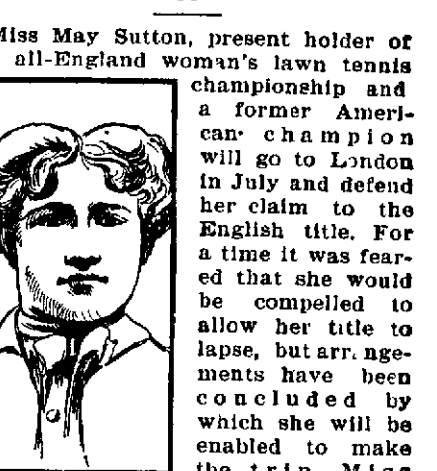 Miss May Sutton, present holder of
all-England woman's lawn tennis
championship and
a former Ameri-
can champion
will go to London
in July and defend
her claim to the
English title. For
a time it was fear-
ed that she would
be compelled to
allow her title to
lapse, but arrange-
ments have been
concluded by
which she will be
enabled to make
the trip. Miss